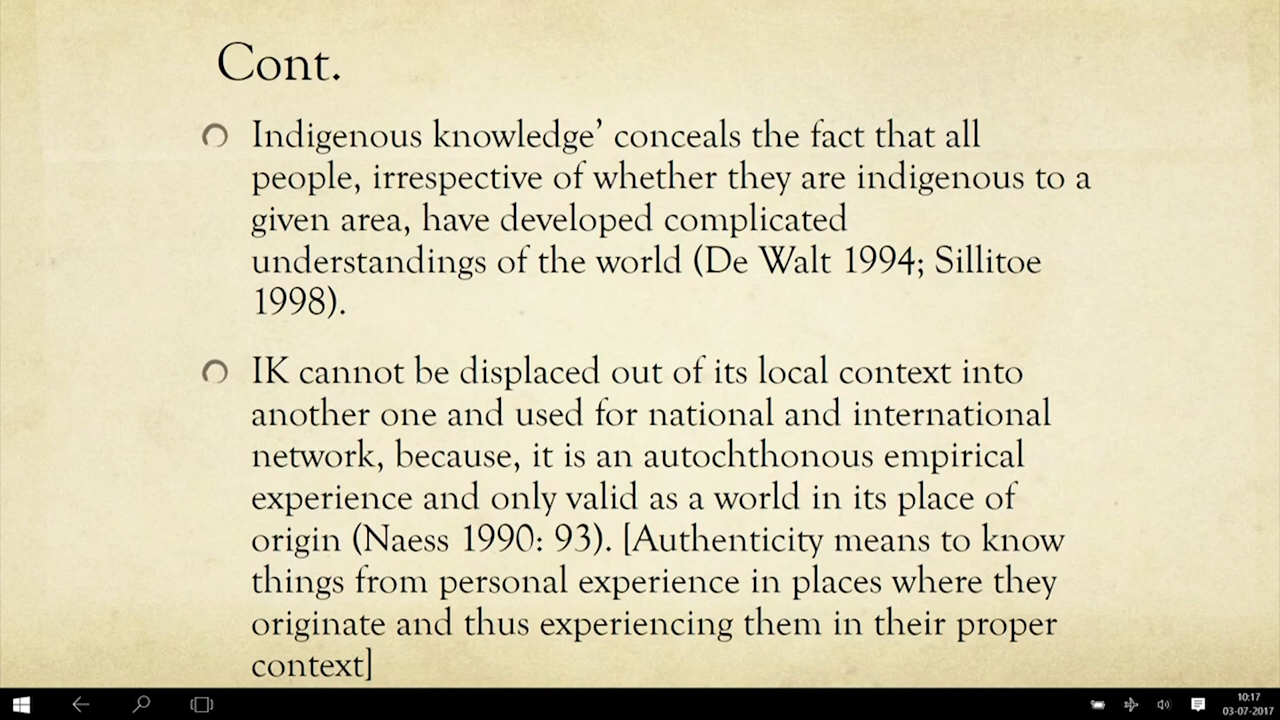 Cont.
Indigenous knowledge’ conceals the fact that all
people, irrespective of whether they are indigenous to a
given area, have developed complicated
understandings of the world (De Walt 1994; Sillitoe
1998).
IK cannot be displaced out of its local context into
another one and used for national and international
network, because, it is an autochthonous empirical
experience and only valid as a world in its place of
origin (Naess 1990: 93). [Authenticity means to know
things from personal experience in places where they
originate and thus experiencing them in their proper
context]
10:17
03-07-2017